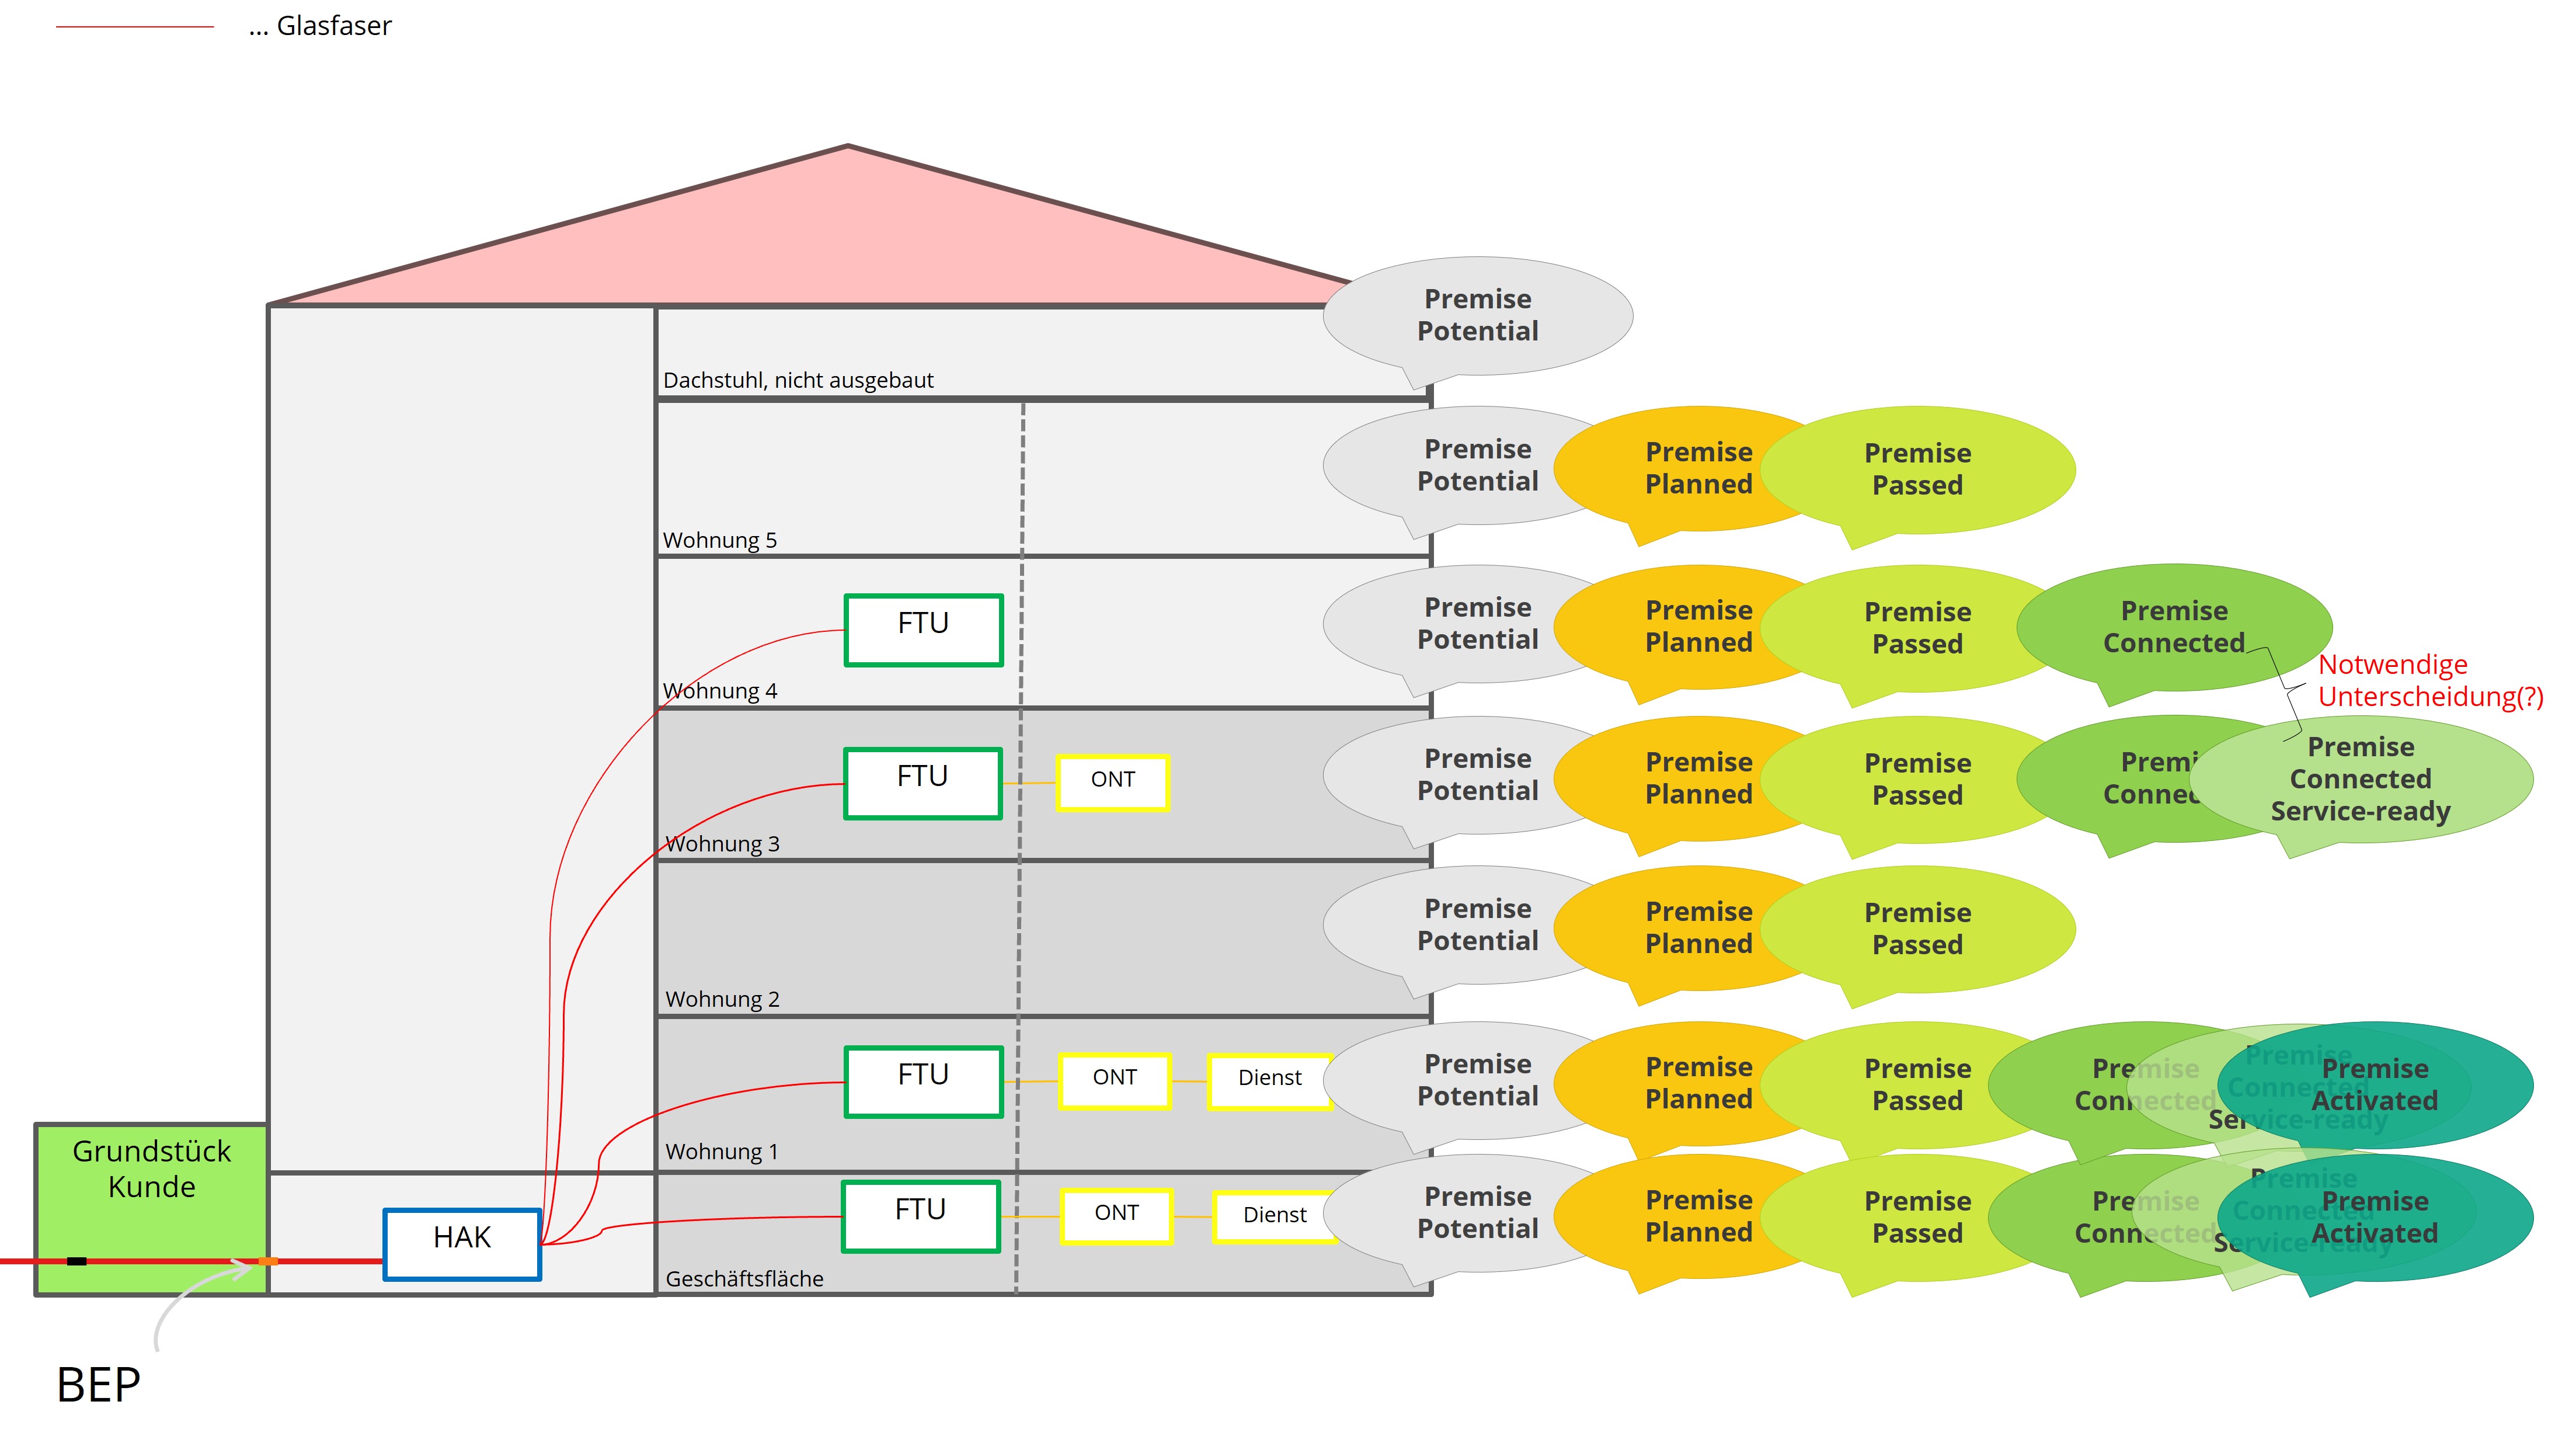 ... Glasfaser
Premise
Potential
Dachstuhl, nicht ausgebaut
Premise
Potential
Premise
Planned
Premise
Passed
Wohnung 5
FTU
Premise
Potential
Premise
Planned
Premise
Passed
Premise
Connected
Notwendige
Unterscheidung(?)
Wohnung 4
FTU
ONT
Premise
Potential
Premise
Planned
Premise
Passed
Premi
Connec
Premise
Connected
Service-ready
Wohnung 3
Premise
Potential
Premise
Planned
Premise
Passed
Wohnung 2
FTU
ONT
Dienst
Premise
Potential
Premise
Planned
Premise
Passed
Premise
Connected
Premise
Connected
Service-ready
Premise
Activated
Wohnung 1
Grundstück
Kunde
HAK
FTU
ONT
Dienst
Premise
Potential
Premise
Planned
Premise
Passed
Premise
Connected
Premise
Connected
Service-ready
Premise
Activated
Geschäftsfläche
BEP